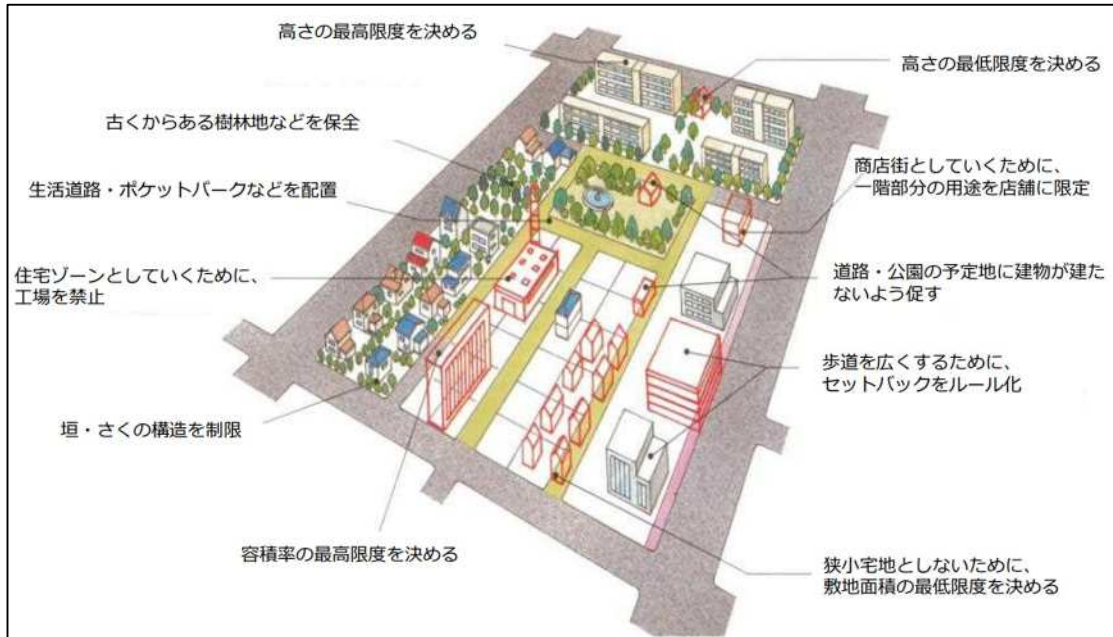 高さの最高限度を決める
高さの最低限度を決める
古くからある樹林地などを保全
商店街としていくために、
一階部分の用途を店舗に限定
生活道路・ポケットパークなどを配置
住宅ゾーンとしていくために、
工場を禁止
道路・公園の予定地に建物が建た
ないよう促す
歩道を広くするために、
セットバックをルール化
垣・さくの構造を制限
容積率の最高限度を決める
狭小宅地としないために、
敷地面積の最低限度を決める